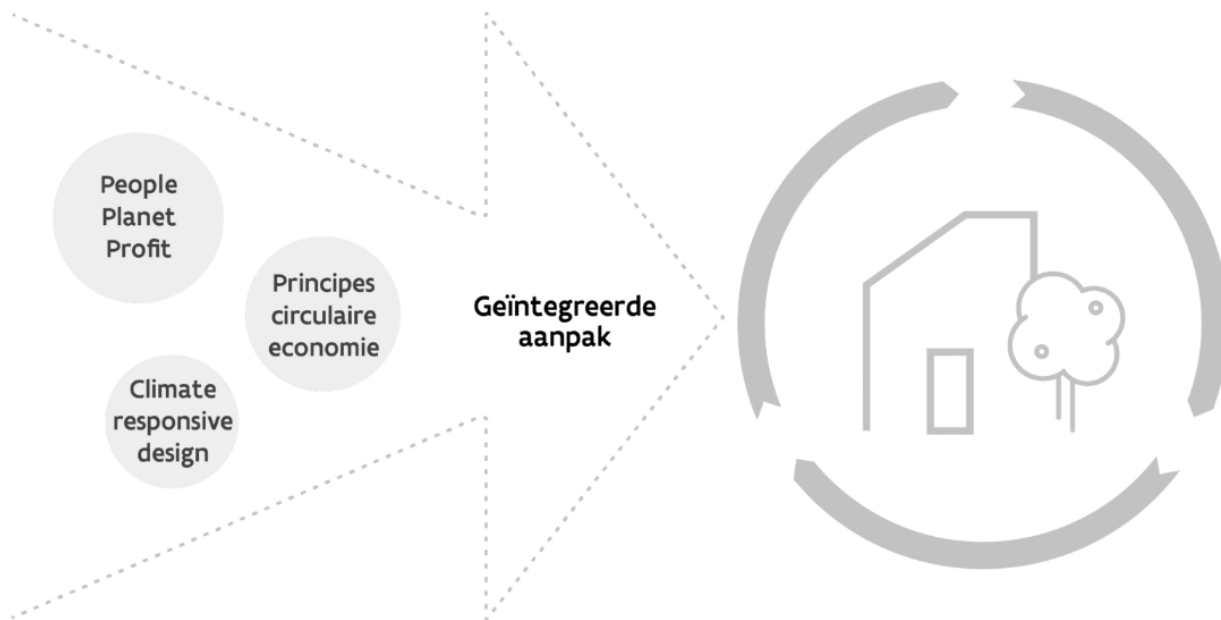 People
Planet
Profit
Principes
circulaire
economie
Climate
responsive
design
Geïntegreerde
aanpak